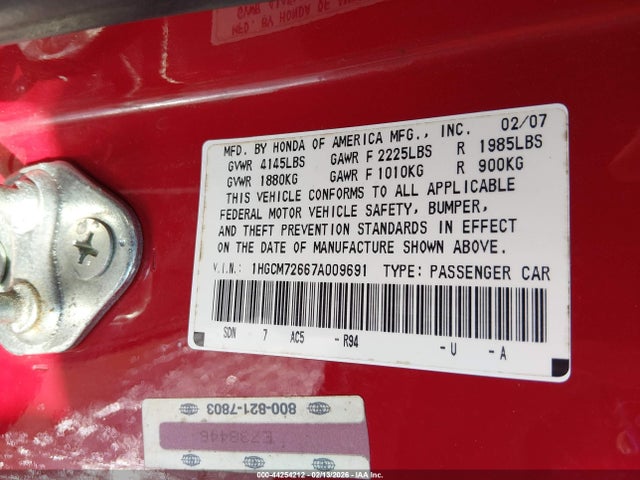 MFD. BY HONDA OF AMERICA MFG., INC. 02/07
GVWR 4145LBS GAWR F 2225LBS R 1985LBS
GVWR 1880KG GAWR F 1010KG R 900KG
THIS VEHICLE CONFORMS TO ALL APPLICABLE
FEDERAL MOTOR VEHICLE SAFETY, BUMPER,
AND THEFT PREVENTION STANDARDS IN EFFECT
ON THE DATE OF MANUFACTURE SHOWN ABOVE.
V.I.N.: 1HGCM72667A009691 TYPE: PASSENGER CAR
SDN 7 AC5 - R94 - U - A
800-821-7803
EZ38446
000-44254212 - 02/13/2026 - COPYRIGHT IAA, LLC